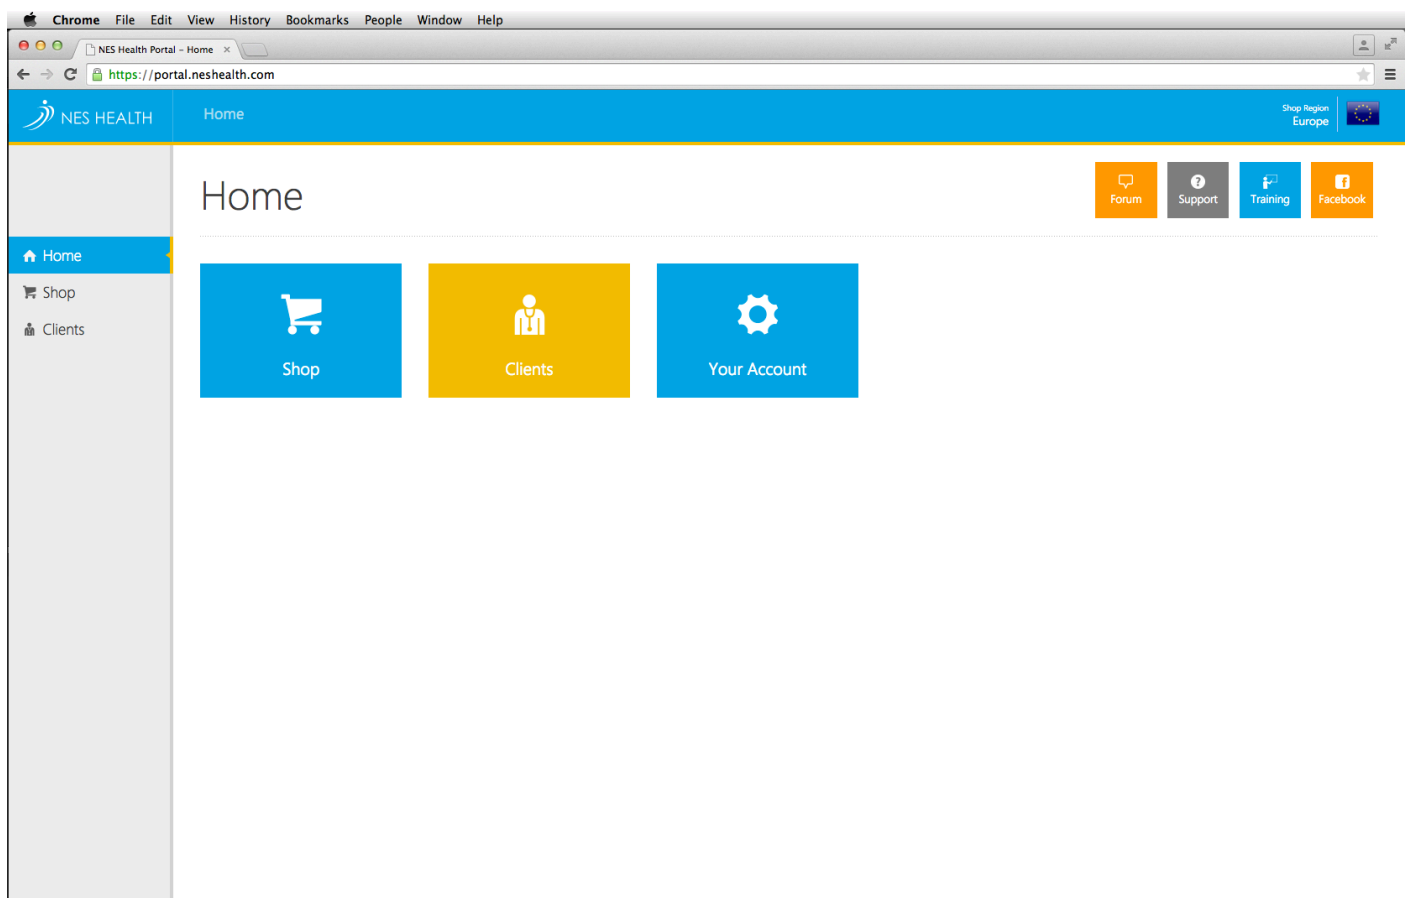 Chrome File Edit View History Bookmarks People Window Help
NES Health Portal – Home
https://portal.neshealth.com
NES HEALTH
Home
Shop Region
Europe
Home
Forum
Support
Training
Facebook
Home
Shop
Clients
Shop
Clients
Your Account